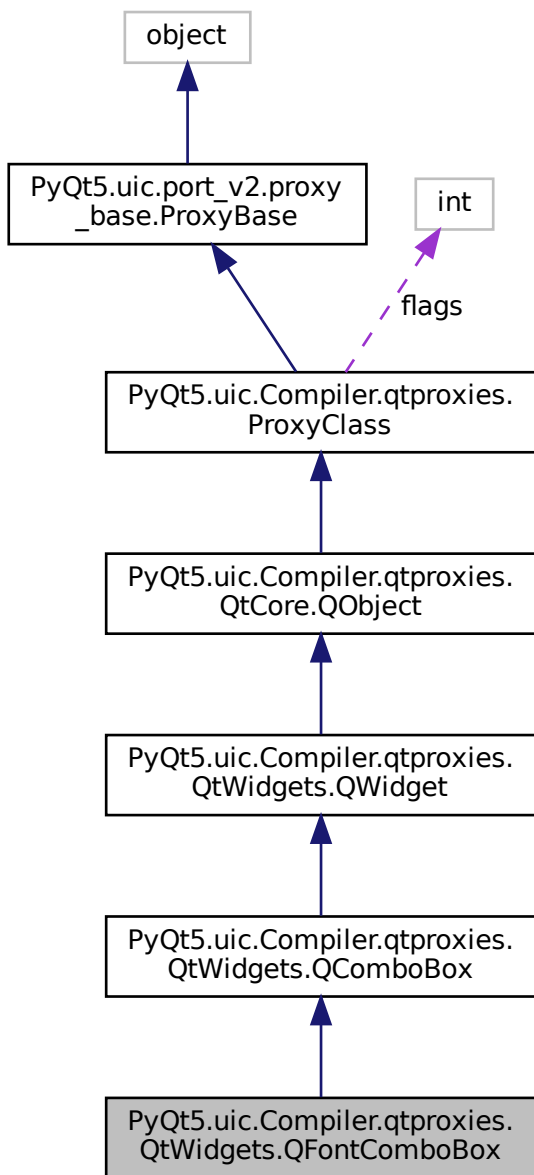 object
PyQt5.uic.port_v2.proxy
_base.ProxyBase
int
flags
PyQt5.uic.Compiler.qtproxies.
ProxyClass
PyQt5.uic.Compiler.qtproxies.
QtCore.QObject
PyQt5.uic.Compiler.qtproxies.
QtWidgets.QWidget
PyQt5.uic.Compiler.qtproxies.
QtWidgets.QComboBox
PyQt5.uic.Compiler.qtproxies.
QtWidgets.QFontComboBox